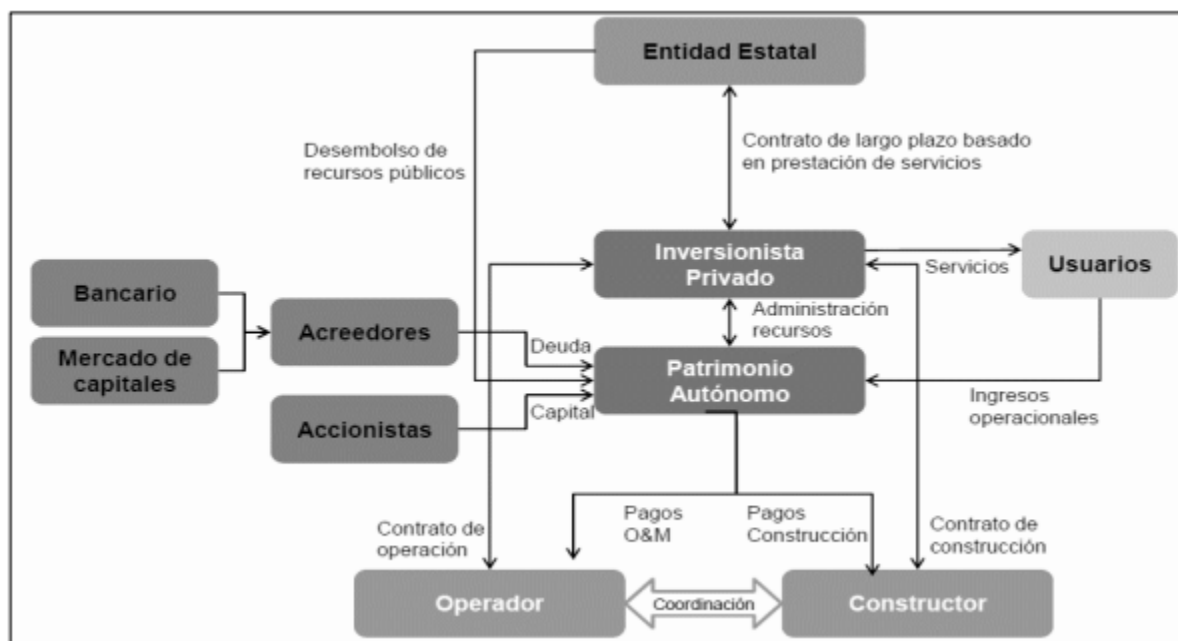 Entidad Estatal
Desembolso de
recursos públicos
Contrato de largo plazo basado
en prestación de servicios
Inversionista
Privado
Servicios
Usuarios
Bancario
Mercado de
capitales
Acreedores
Deuda
Administración
recursos
Patrimonio
Autónomo
Accionistas
Capital
Ingresos
operacionales
Contrato de
operación
Pagos
O&M
Pagos
Construcción
Contrato de
construcción
Operador
Coordinación
Constructor